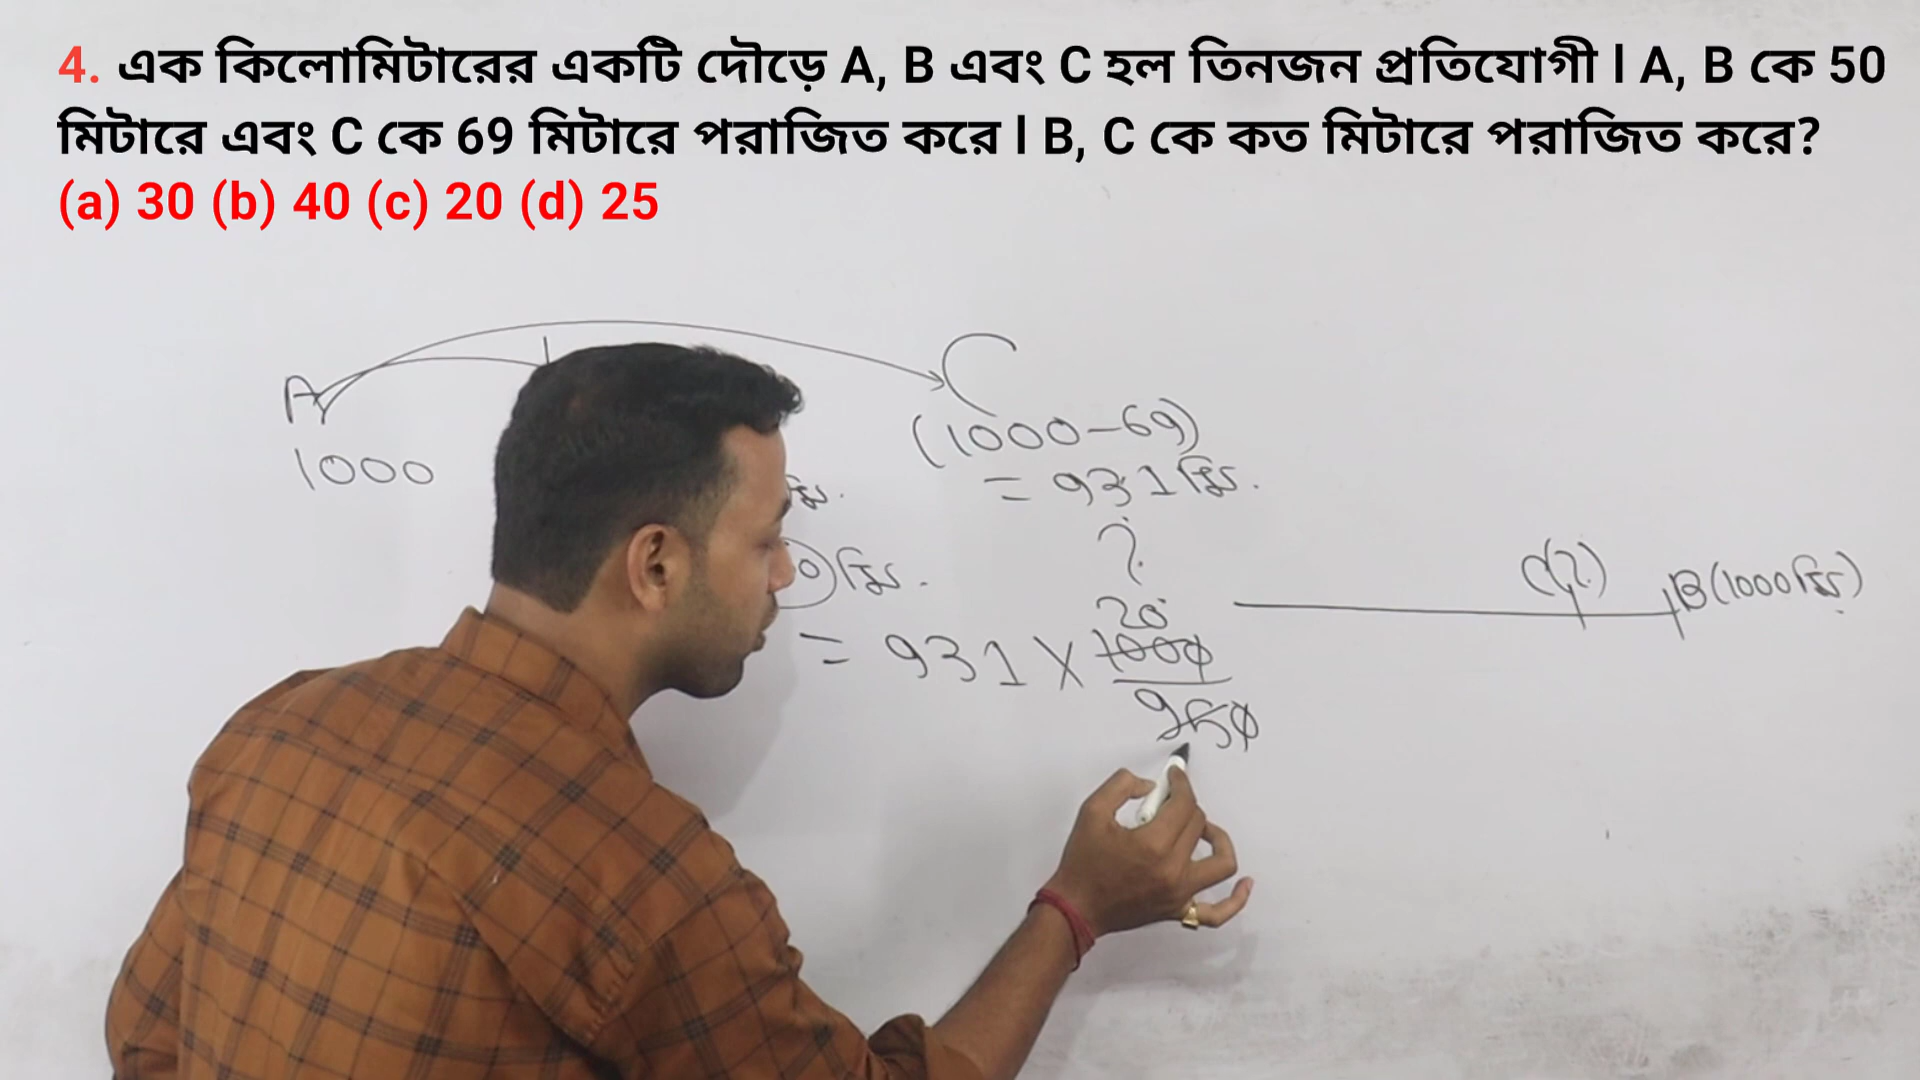 4. এক কিলোমিটারের একটি দৌড়ে A, B এবং C হল তিনজন প্রতিযোগী l A, B কে 50
মিটারে এবং C কে 69 মিটারে পরাজিত করে l B, C কে কত মিটারে পরাজিত করে?
(a) 30 (b) 40 (c) 20 (d) 25
A
C
1000
(1000-69)
= 931 মি.
মি.
?
মি.
C(?)
B(1000 মি.)
20
= 931 X 1000
950